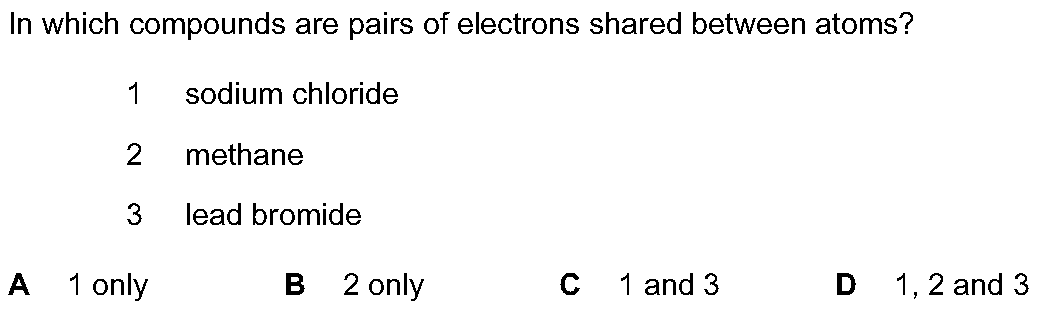 In which compounds are pairs of electrons shared between atoms?
1 sodium chloride
2 methane
3 lead bromide
A 1 only B 2 only C 1 and 3 D 1, 2 and 3